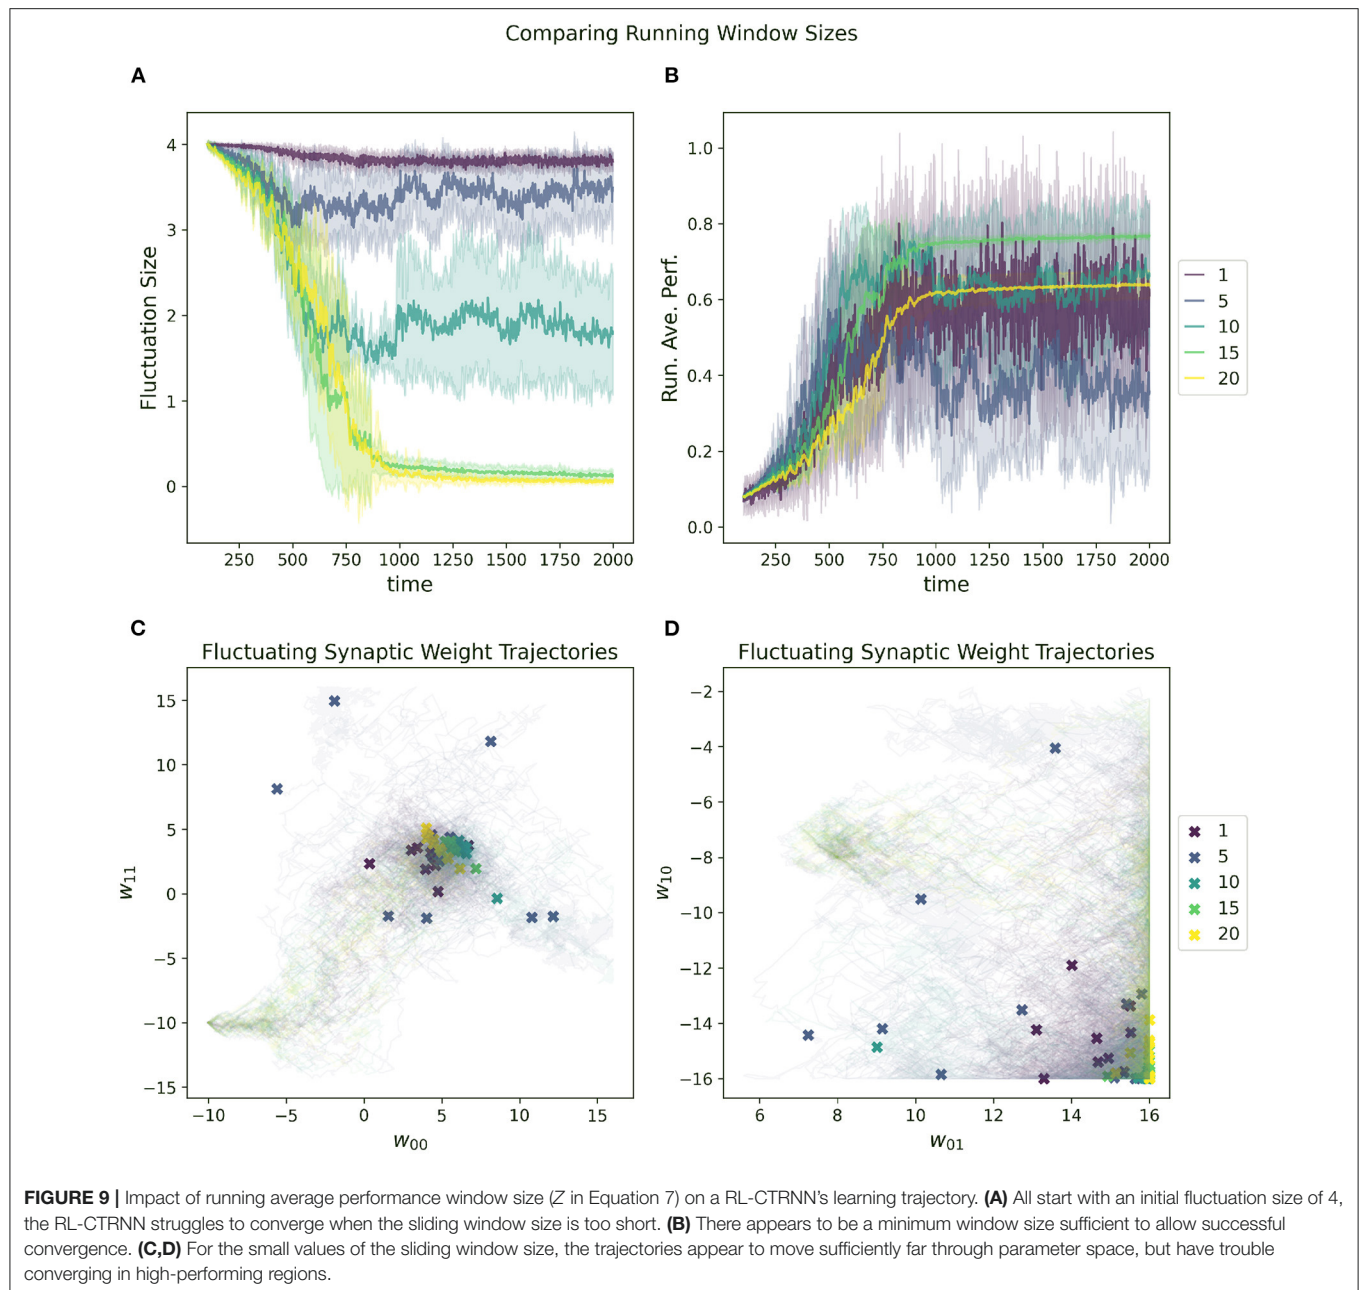 Comparing Running Window Sizes
A
B
4
3
2
1
0
Fluctuation Size
250 500 750 1000 1250 1500 1750 2000
time
1.0
0.8
0.6
0.4
0.2
0.0
Run. Ave. Perf.
250 500 750 1000 1250 1500 1750 2000
time
1
5
10
15
20
C
D
Fluctuating Synaptic Weight Trajectories
15
10
5
0
−5
−10
−15
w11
−10 −5 0 5 10 15
w00
Fluctuating Synaptic Weight Trajectories
−2
−4
−6
−8
−10
−12
−14
−16
w10
6 8 10 12 14 16
w01
1
5
10
15
20
FIGURE 9 | Impact of running average performance window size (Z in Equation 7) on a RL-CTRNN's learning trajectory. (A) All start with an initial fluctuation size of 4,
the RL-CTRNN struggles to converge when the sliding window size is too short. (B) There appears to be a minimum window size sufficient to allow successful
convergence. (C,D) For the small values of the sliding window size, the trajectories appear to move sufficiently far through parameter space, but have trouble
converging in high-performing regions.